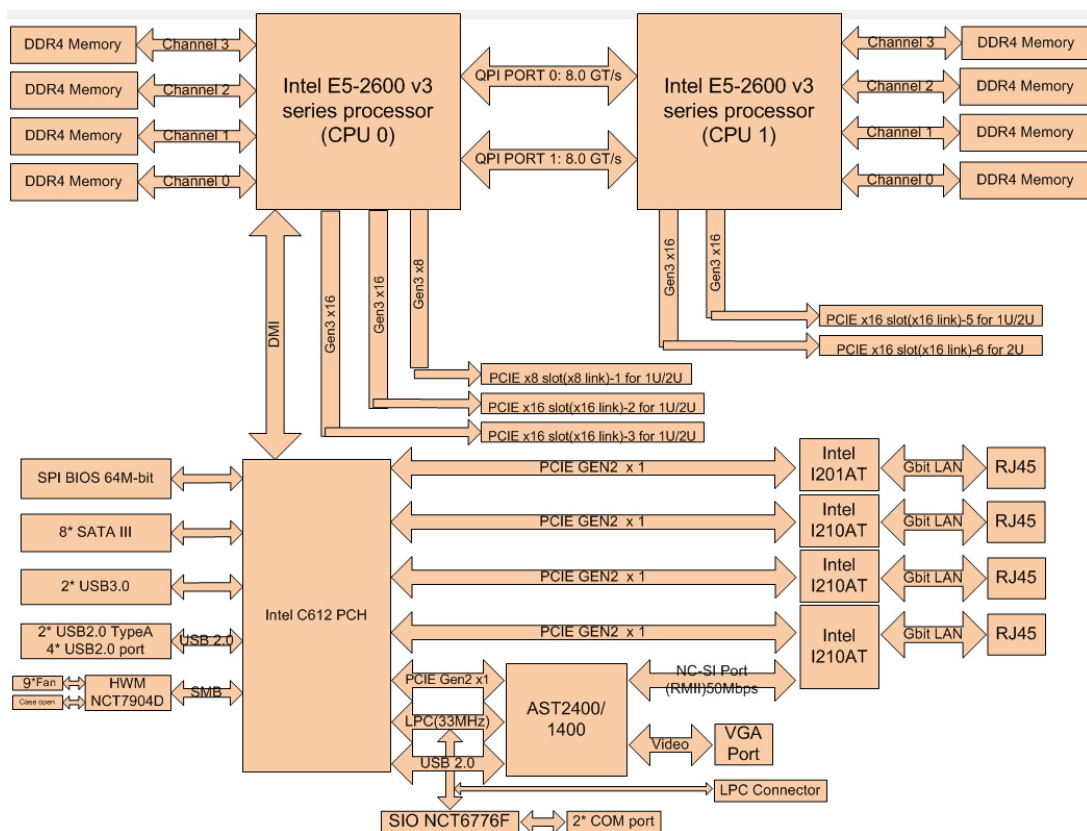 DDR4 Memory
Channel 3
DDR4 Memory
Channel 2
DDR4 Memory
Channel 1
DDR4 Memory
Channel 0
Intel E5-2600 v3
series processor
(CPU 0)
QPI PORT 0: 8.0 GT/s
QPI PORT 1: 8.0 GT/s
Intel E5-2600 v3
series processor
(CPU 1)
Channel 3
DDR4 Memory
Channel 2
DDR4 Memory
Channel 1
DDR4 Memory
Channel 0
DDR4 Memory
DMI
Gen3 x16
Gen3 x16
Gen3 x8
Gen3 x16
Gen3 x16
PCIE x16 slot(x16 link)-5 for 1U/2U
PCIE x16 slot(x16 link)-6 for 2U
PCIE x8 slot(x8 link)-1 for 1U/2U
PCIE x16 slot(x16 link)-2 for 1U/2U
PCIE x16 slot(x16 link)-3 for 1U/2U
SPI BIOS 64M-bit
8* SATA III
2* USB3.0
2* USB2.0 TypeA
4* USB2.0 port
USB 2.0
9*Fan
Case open
HWM
NCT7904D
SMB
Intel C612 PCH
PCIE GEN2 x 1
Intel
I201AT
Gbit LAN
RJ45
PCIE GEN2 x 1
Intel
I210AT
Gbit LAN
RJ45
PCIE GEN2 x 1
Intel
I210AT
Gbit LAN
RJ45
PCIE GEN2 x 1
Intel
I210AT
Gbit LAN
RJ45
PCIE Gen2 x1
LPC(33MHz)
USB 2.0
AST2400/
1400
NC-SI Port
(RMII)50Mbps
Video
VGA
Port
LPC Connector
SIO NCT6776F
2* COM port